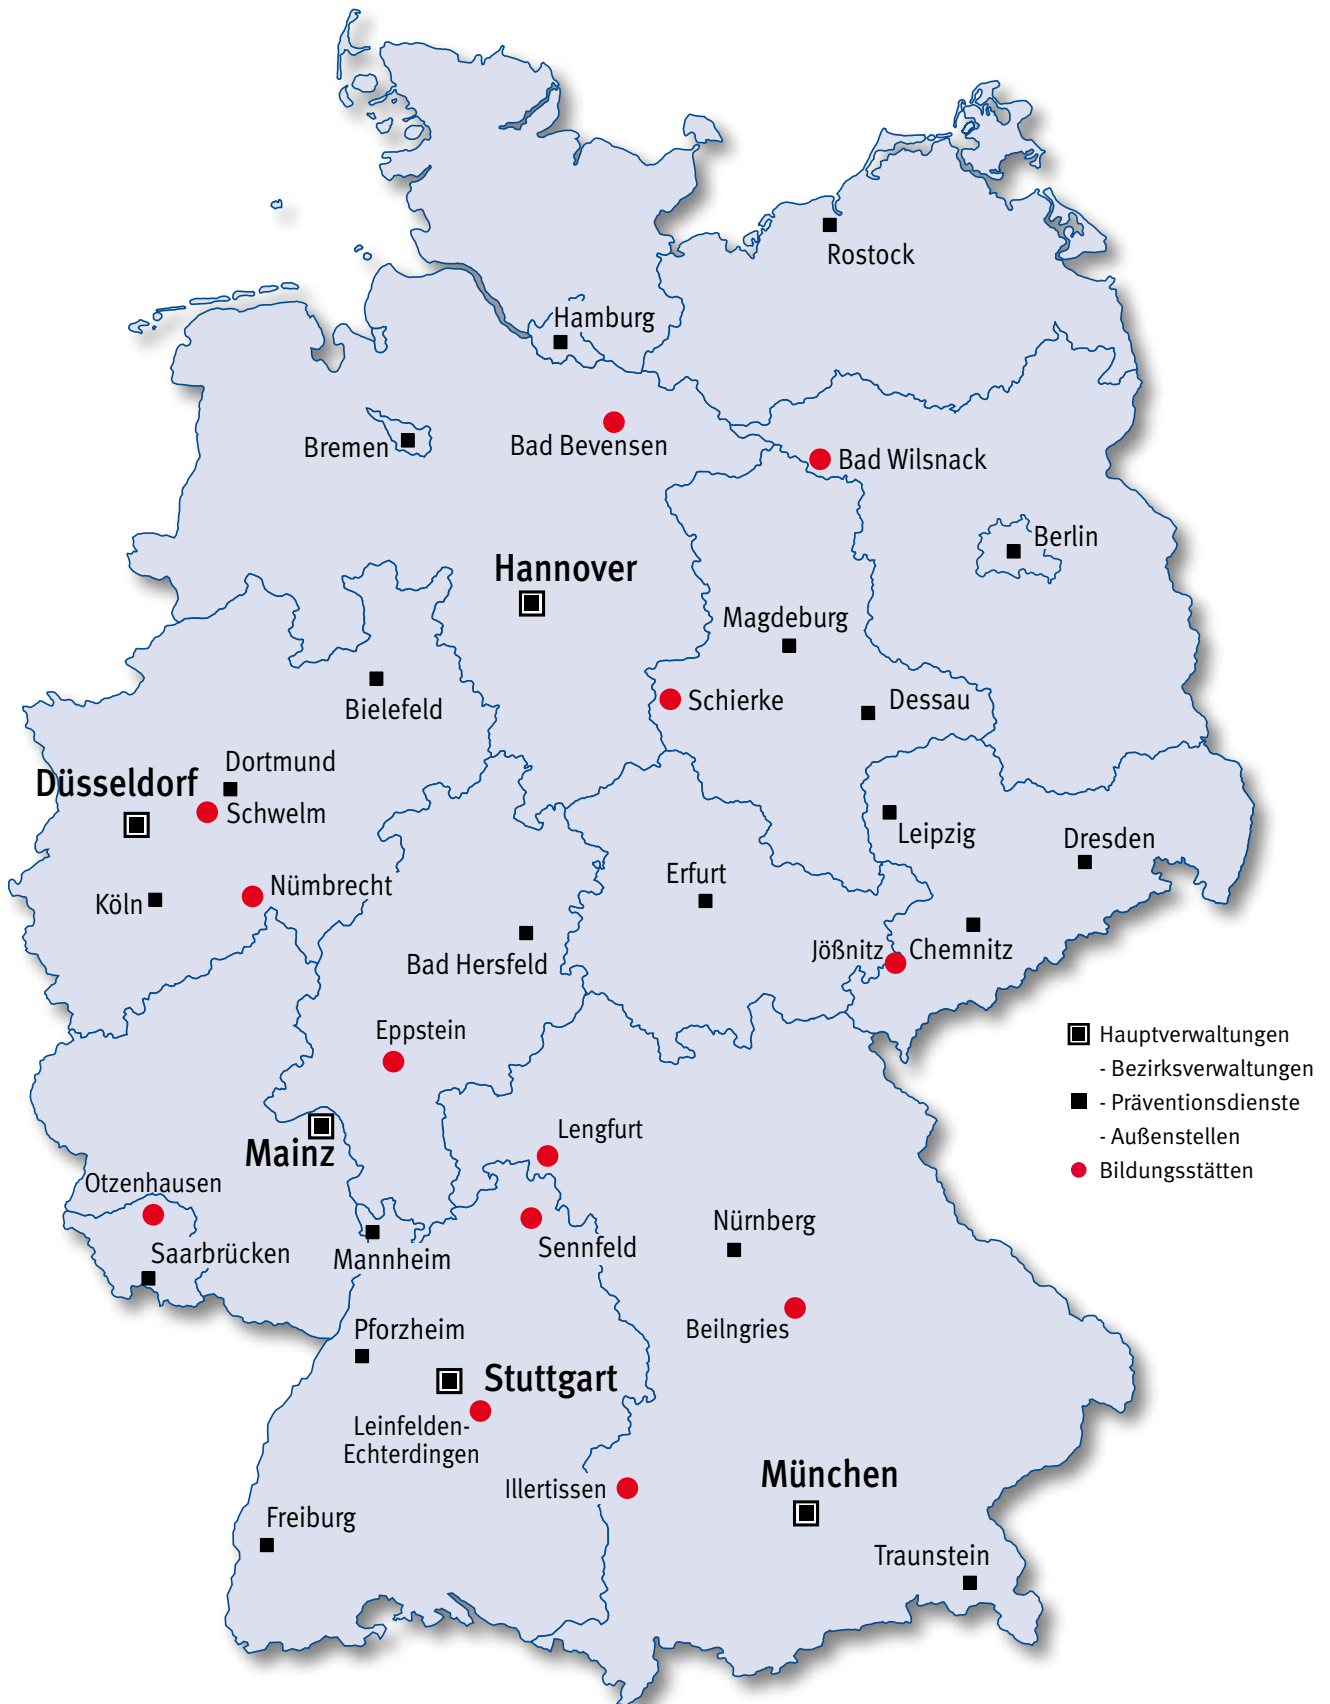 Rostock
Hamburg
Bremen
Bad Bevensen
Bad Wilsnack
Berlin
Hannover
Magdeburg
Schierke
Dessau
Bielefeld
Dortmund
Düsseldorf
Schwelm
Leipzig
Dresden
Erfurt
Nümbrecht
Köln
Jößnitz
Chemnitz
Bad Hersfeld
Eppstein
Hauptverwaltungen
- Bezirksverwaltungen
- Präventionsdienste
- Außenstellen
Bildungsstätten
Lengfurt
Mainz
Otzenhausen
Nürnberg
Sennfeld
Saarbrücken
Mannheim
Pforzheim
Beilngries
Stuttgart
Leinfelden-
Echterdingen
Illertissen
München
Freiburg
Traunstein